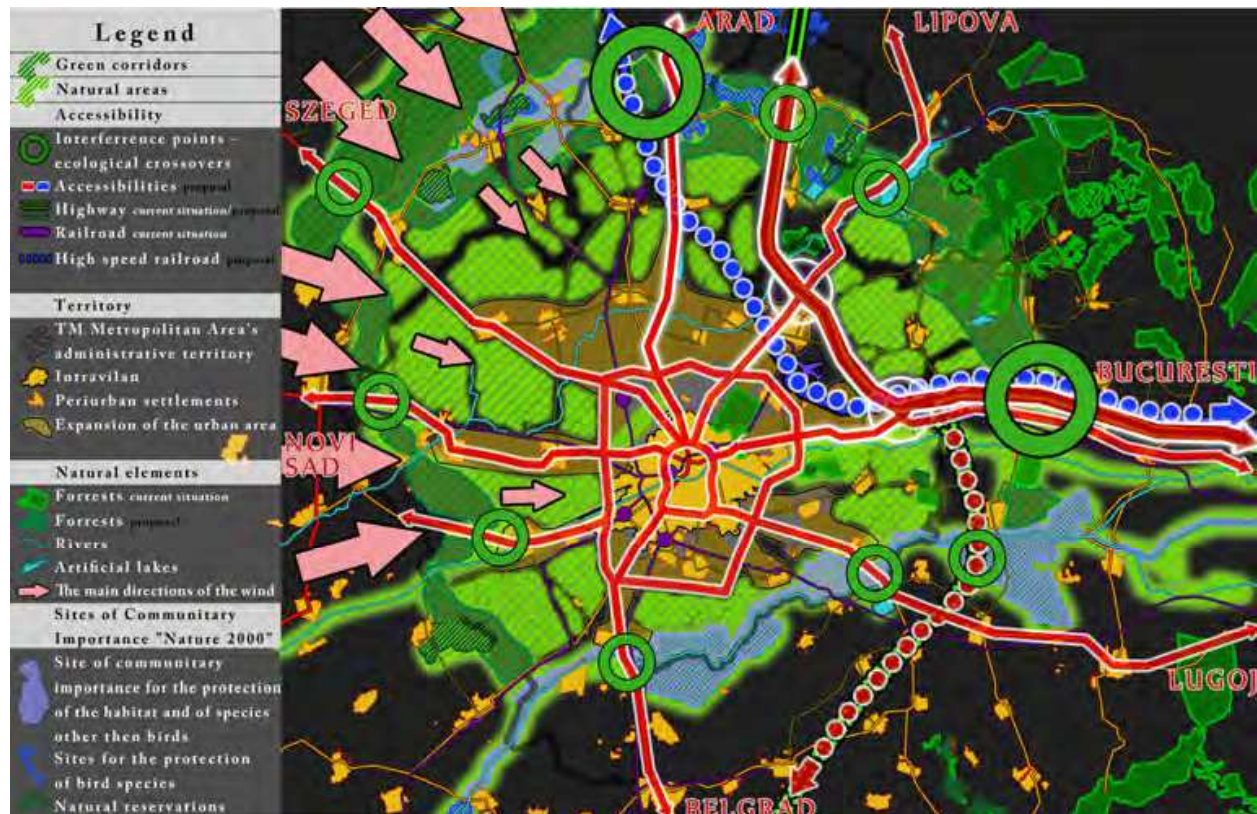 Legend
Green corridors
Natural areas
Accessibility
Interferrence points -
ecological crossovers
Accessibilities proposal
Highway current situation/proposal
Railroad current situation
High speed railroad proposal
Territory
TM Metropolitan Area's
administrative territory
Intravilan
Periurban settlements
Expansion of the urban area
Natural elements
Forrests current situation
Forrests proposal
Rivers
Artificial lakes
The main directions of the wind
Sites of Communitary
Importance "Nature 2000"
Site of communitary
importance for the protection
of the habitat and of species
other then birds
Sites for the protection
of bird species
Natural reservations
ARAD
LIPOVA
SZEGED
BUCURESTI
NOVI
SAD
LUGOJ
BELGRAD